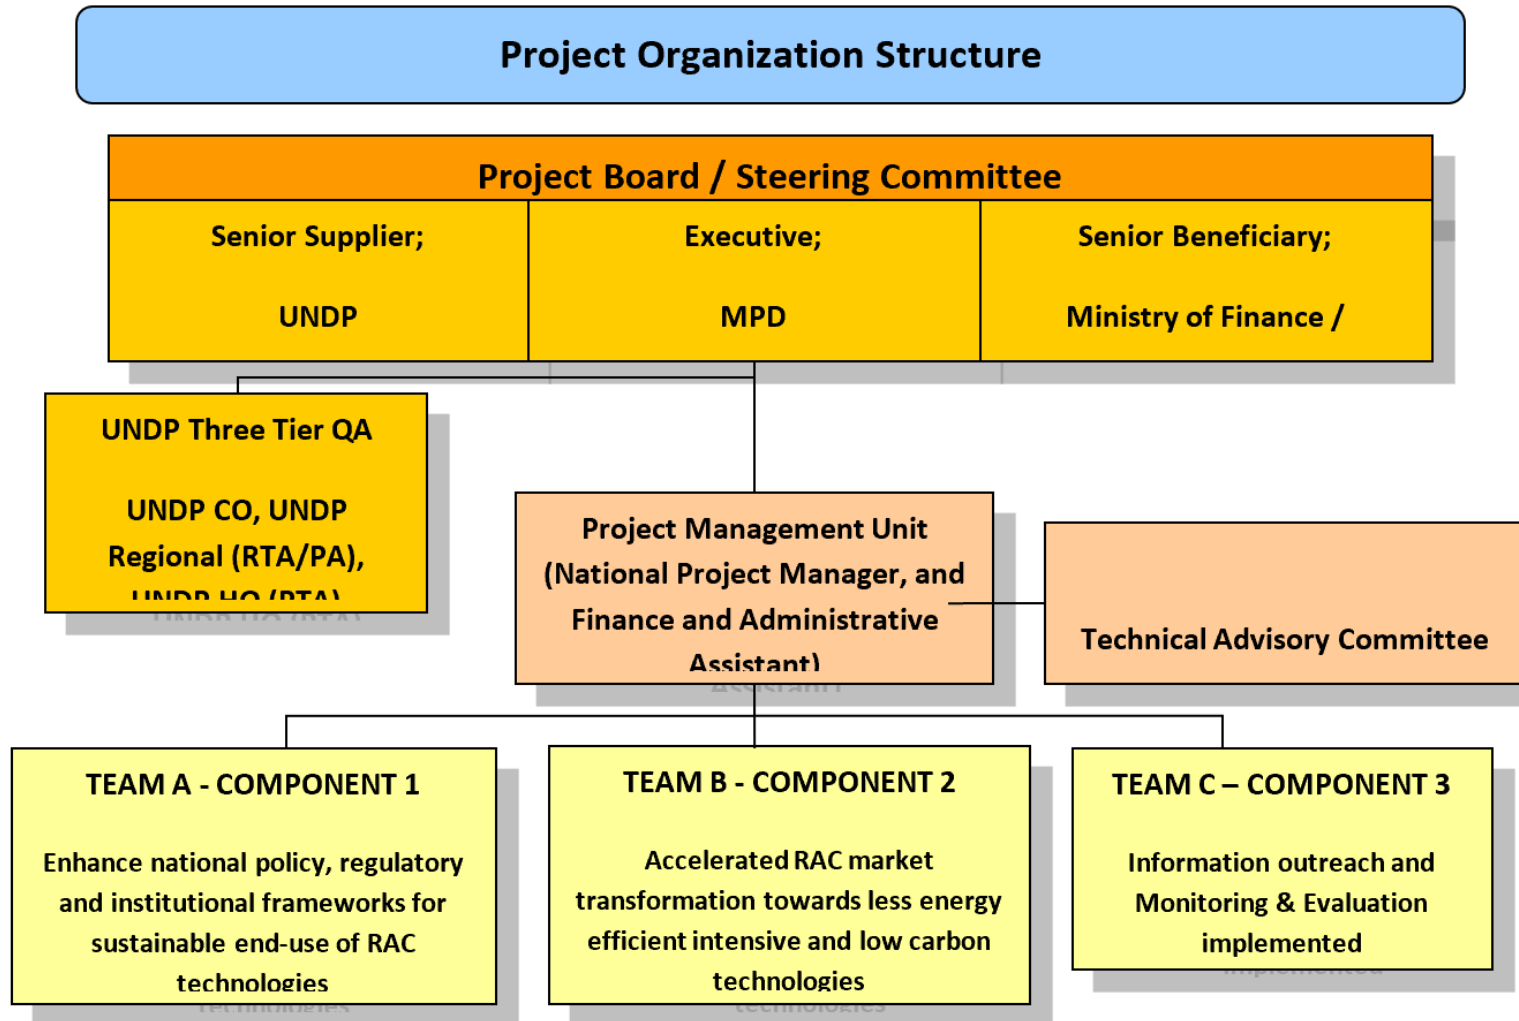 Project Organization Structure
Project Board / Steering Committee
Senior Supplier;
UNDP
Executive;
MPD
Senior Beneficiary;
Ministry of Finance /
UNDP Three Tier QA
UNDP CO, UNDP
Regional (RTA/PA),
UNDP HQ (PTA)
Project Management Unit
(National Project Manager, and
Finance and Administrative
Assistant)
Technical Advisory Committee
TEAM A - COMPONENT 1
Enhance national policy, regulatory
and institutional frameworks for
sustainable end-use of RAC
technologies
TEAM B - COMPONENT 2
Accelerated RAC market
transformation towards less energy
efficient intensive and low carbon
technologies
TEAM C – COMPONENT 3
Information outreach and
Monitoring & Evaluation
implemented